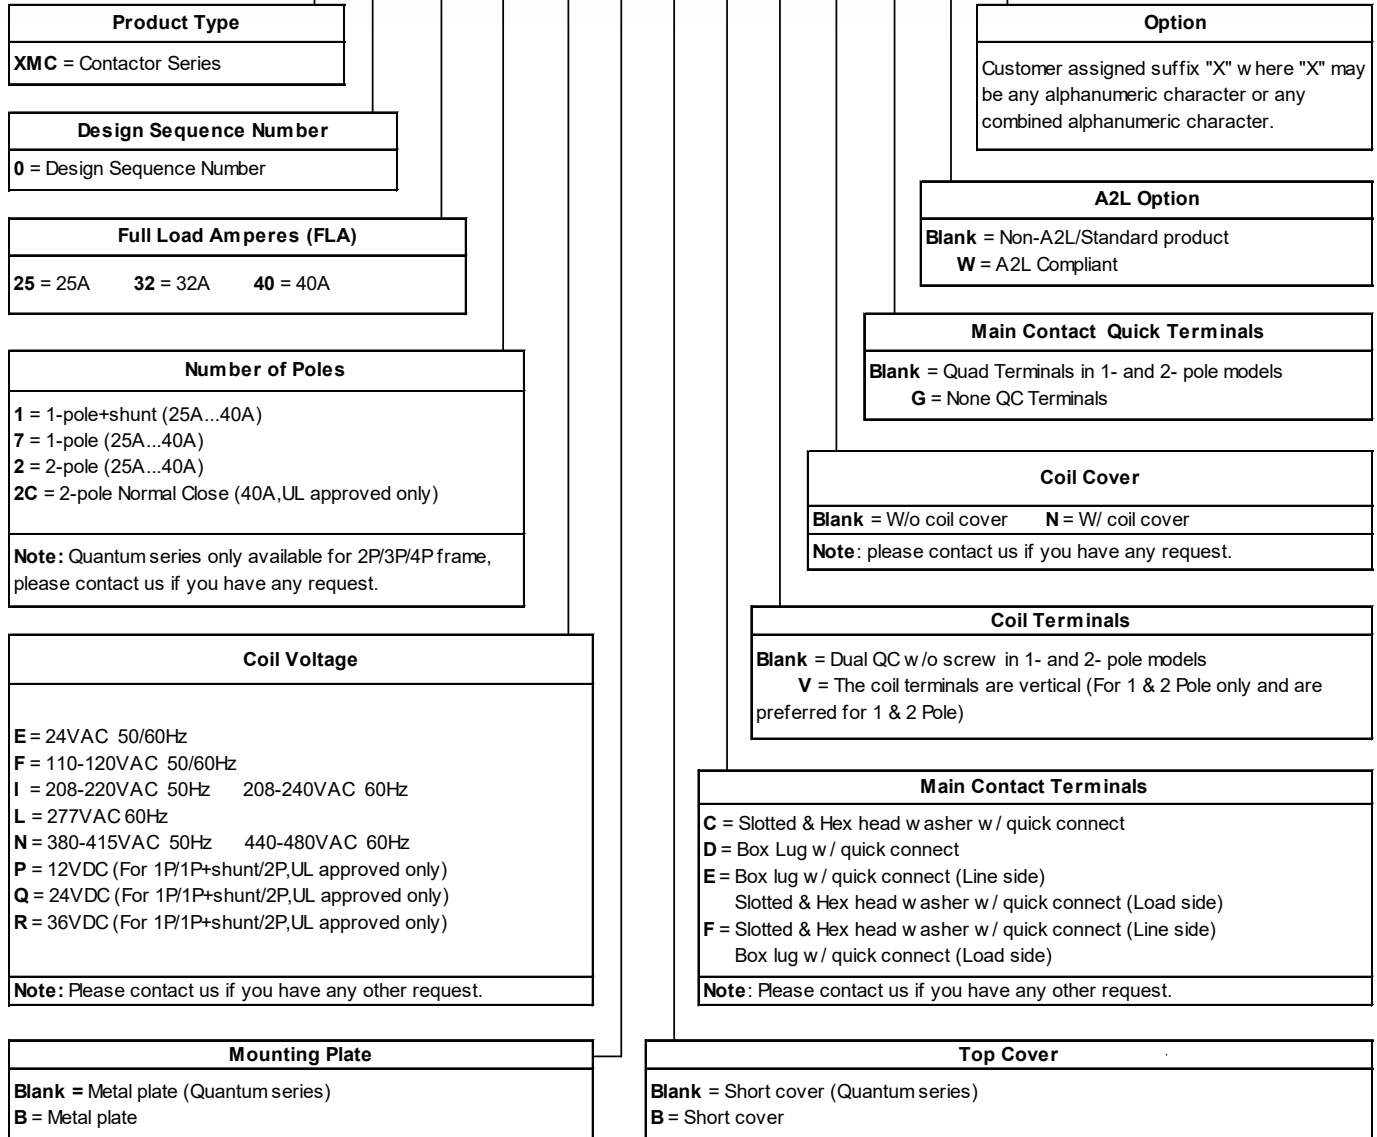 Product Type
XMC = Contactor Series
Design Sequence Number
0 = Design Sequence Number
Full Load Amperes (FLA)
25 = 25A 32 = 32A 40 = 40A
Number of Poles
1 = 1-pole+shunt (25A...40A)
7 = 1-pole (25A...40A)
2 = 2-pole (25A...40A)
2C = 2-pole Normal Close (40A,UL approved only)
Note: Quantum series only available for 2P/3P/4P frame,
please contact us if you have any request.
Coil Voltage
E = 24VAC 50/60Hz
F = 110-120VAC 50/60Hz
I = 208-220VAC 50Hz 208-240VAC 60Hz
L = 277VAC 60Hz
N = 380-415VAC 50Hz 440-480VAC 60Hz
P = 12VDC (For 1P/1P+shunt/2P,UL approved only)
Q = 24VDC (For 1P/1P+shunt/2P,UL approved only)
R = 36VDC (For 1P/1P+shunt/2P,UL approved only)
Note: Please contact us if you have any other request.
Mounting Plate
Blank = Metal plate (Quantum series)
B = Metal plate
Option
Customer assigned suffix "X" where "X" may
be any alphanumeric character or any
combined alphanumeric character.
A2L Option
Blank = Non-A2L/Standard product
W = A2L Compliant
Main Contact Quick Terminals
Blank = Quad Terminals in 1- and 2- pole models
G = None QC Terminals
Coil Cover
Blank = W/o coil cover N = W/ coil cover
Note: please contact us if you have any request.
Coil Terminals
Blank = Dual QC w/o screw in 1- and 2- pole models
V = The coil terminals are vertical (For 1 & 2 Pole only and are
preferred for 1 & 2 Pole)
Main Contact Terminals
C = Slotted & Hex head washer w/ quick connect
D = Box Lug w/ quick connect
E = Box lug w/ quick connect (Line side)
Slotted & Hex head washer w/ quick connect (Load side)
F = Slotted & Hex head washer w/ quick connect (Line side)
Box lug w/ quick connect (Load side)
Note: Please contact us if you have any other request.
Top Cover
Blank = Short cover (Quantum series)
B = Short cover